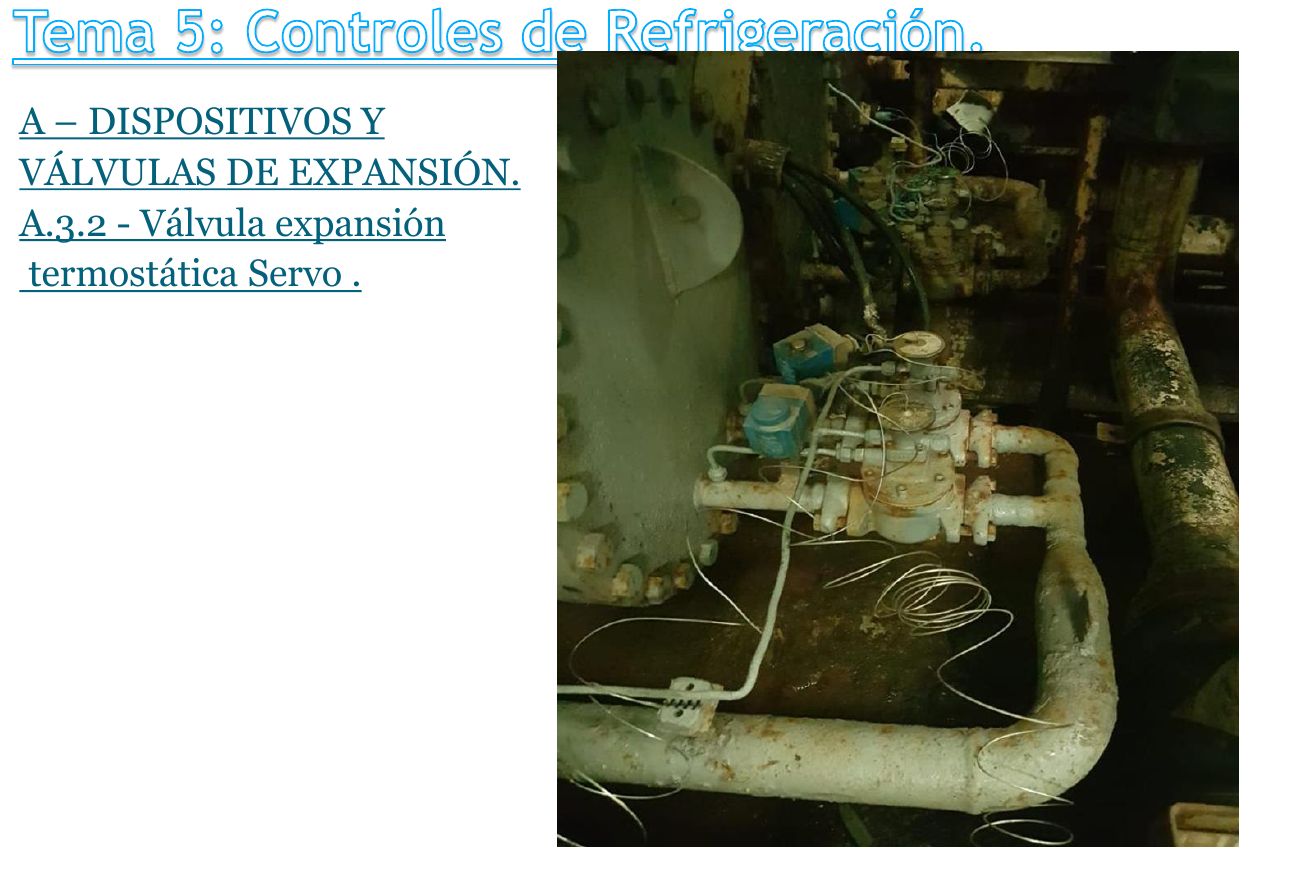 Tema 5: Controles de Refrigeración.
A – DISPOSITIVOS Y
VÁLVULAS DE EXPANSIÓN.
A.3.2 - Válvula expansión
termostática Servo .